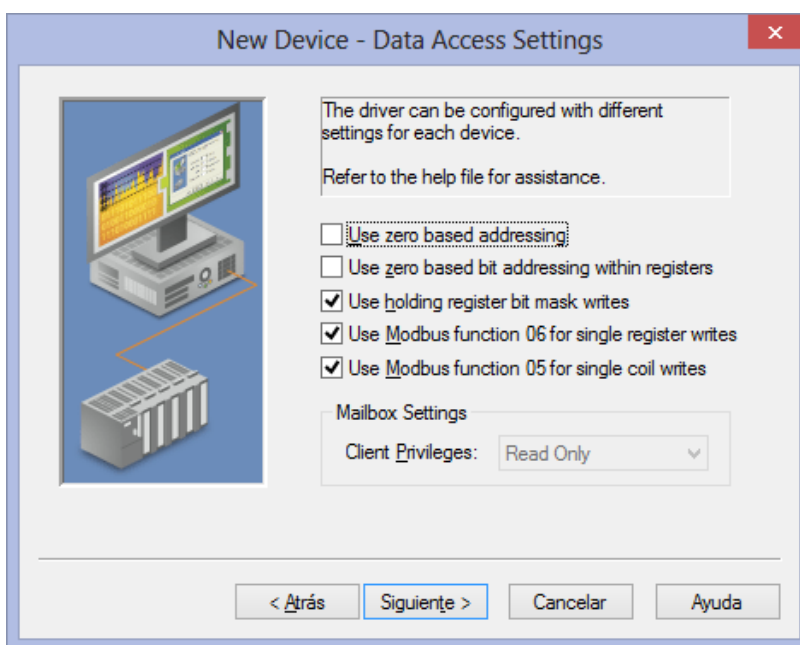 New Device - Data Access Settings
The driver can be configured with different
settings for each device.
Refer to the help file for assistance.
Use zero based addressing
Use zero based bit addressing within registers
Use holding register bit mask writes
Use Modbus function 06 for single register writes
Use Modbus function 05 for single coil writes
Mailbox Settings
Client Privileges: Read Only
< Atrás Siguiente > Cancelar Ayuda